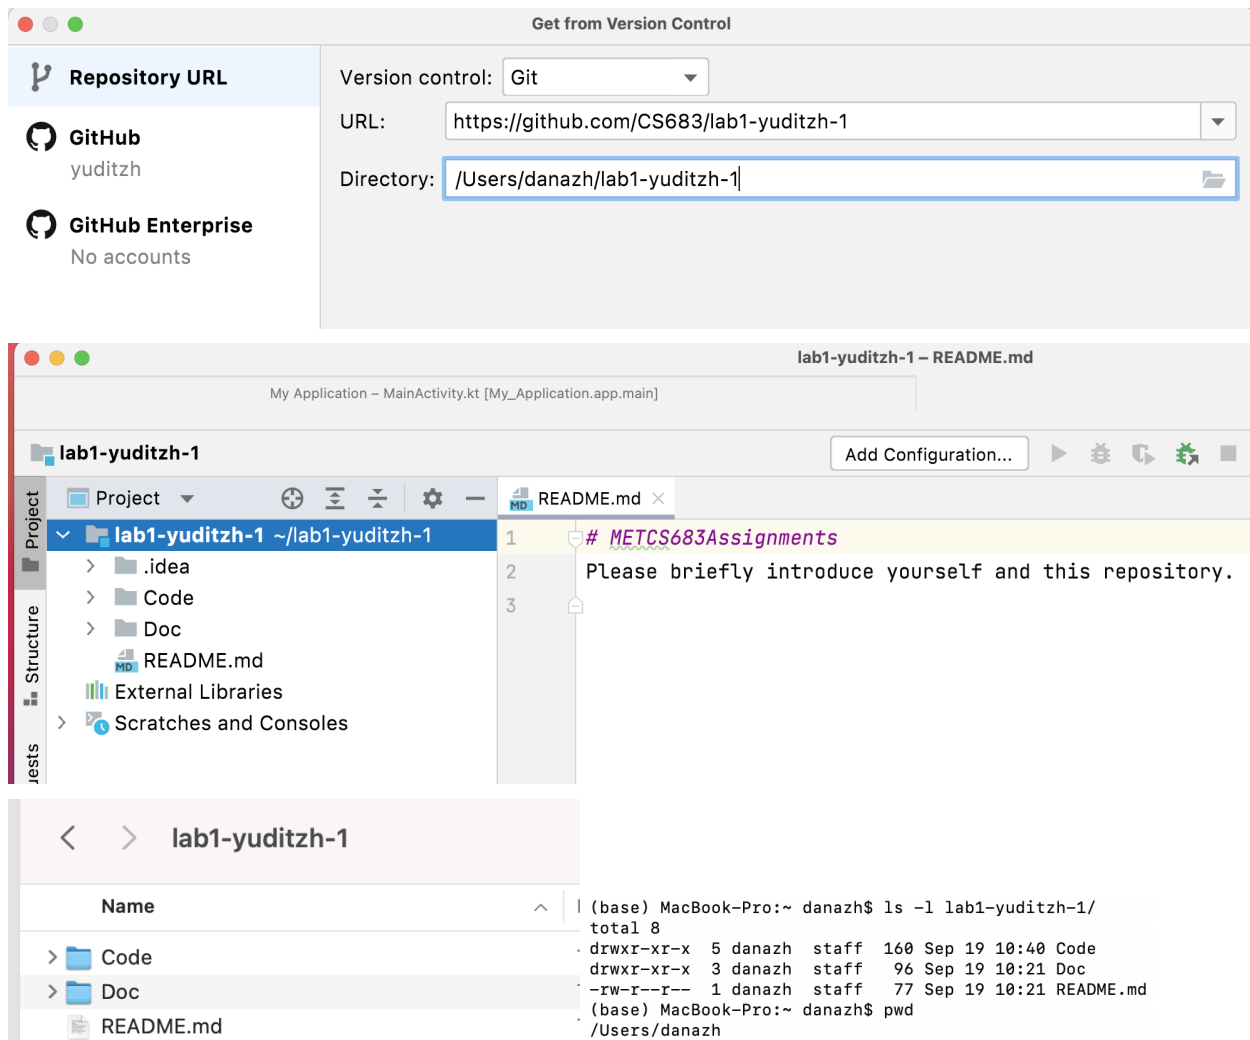 Get from Version Control
Repository URL
GitHub
yuditzh
GitHub Enterprise
No accounts
Version control: Git
URL: https://github.com/CS683/lab1-yuditzh-1
Directory: /Users/danazh/lab1-yuditzh-1
lab1-yuditzh-1 – README.md
My Application – MainActivity.kt [My_Application.app.main]
lab1-yuditzh-1
Add Configuration...
Project
Structure
Project
lab1-yuditzh-1 ~/lab1-yuditzh-1
.idea
Code
Doc
MD README.md
External Libraries
Scratches and Consoles
MD README.md
1 # METCS683Assignments
2 Please briefly introduce yourself and this repository.
3
lab1-yuditzh-1
Name
Code
Doc
README.md
(base) MacBook-Pro:~ danazh$ ls -l lab1-yuditzh-1/
total 8
drwxr-xr-x 5 danazh staff 160 Sep 19 10:40 Code
drwxr-xr-x 3 danazh staff 96 Sep 19 10:21 Doc
-rw-r--r-- 1 danazh staff 77 Sep 19 10:21 README.md
(base) MacBook-Pro:~ danazh$ pwd
/Users/danazh